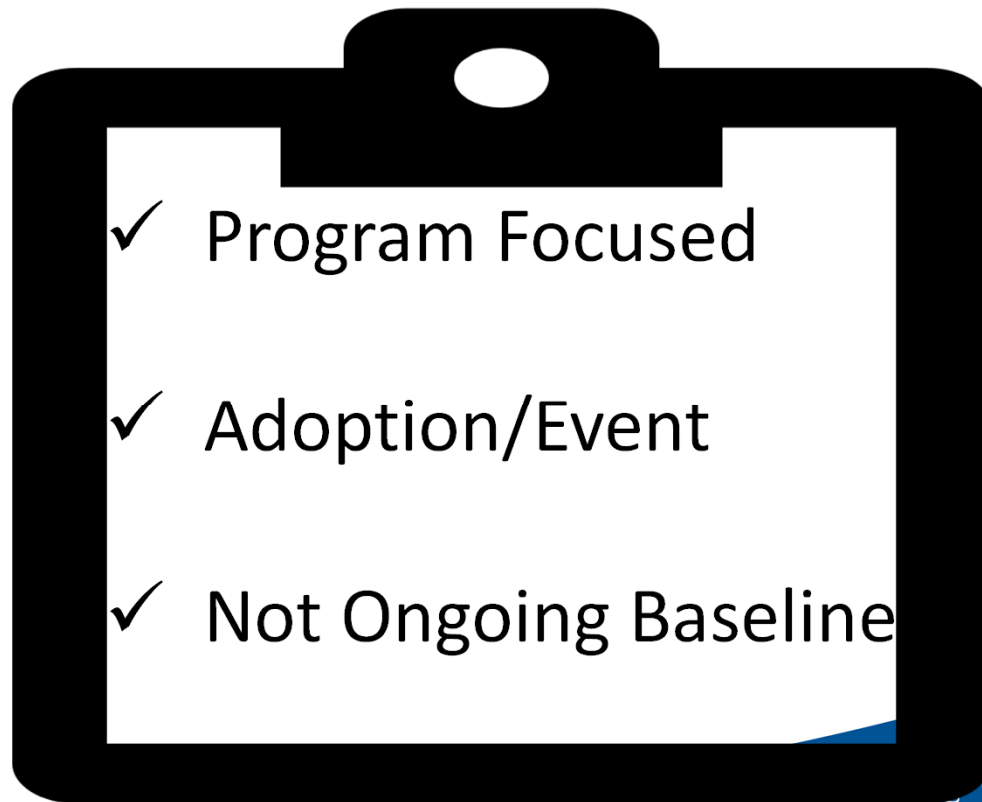 ✓ Program Focused
✓ Adoption/Event
✓ Not Ongoing Baseline